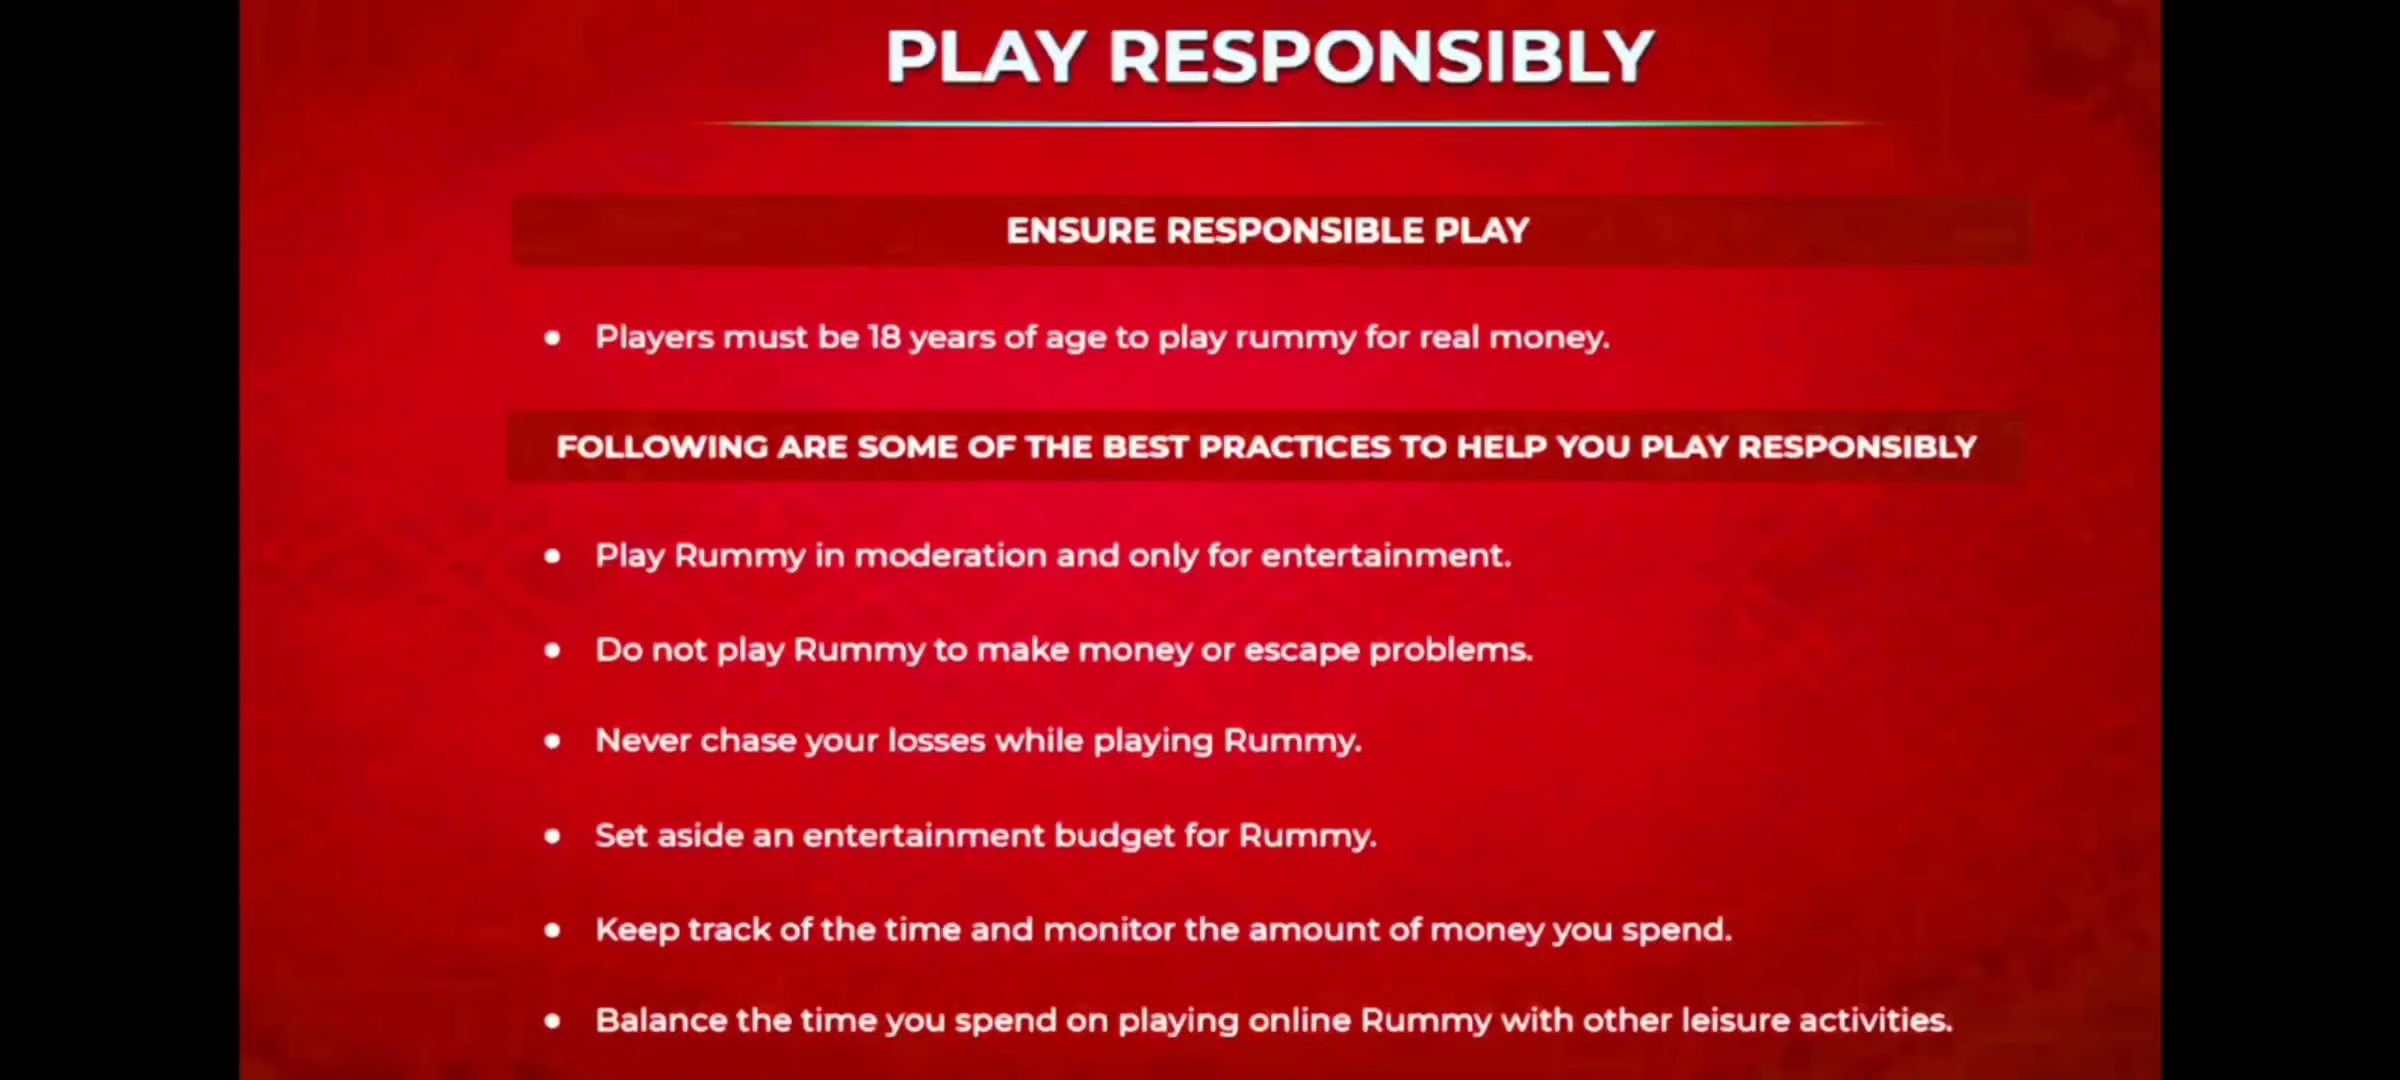 PLAY RESPONSIBLY
ENSURE RESPONSIBLE PLAY
• Players must be 18 years of age to play rummy for real money.
FOLLOWING ARE SOME OF THE BEST PRACTICES TO HELP YOU PLAY RESPONSIBLY
• Play Rummy in moderation and only for entertainment.
• Do not play Rummy to make money or escape problems.
• Never chase your losses while playing Rummy.
• Set aside an entertainment budget for Rummy.
• Keep track of the time and monitor the amount of money you spend.
• Balance the time you spend on playing online Rummy with other leisure activities.